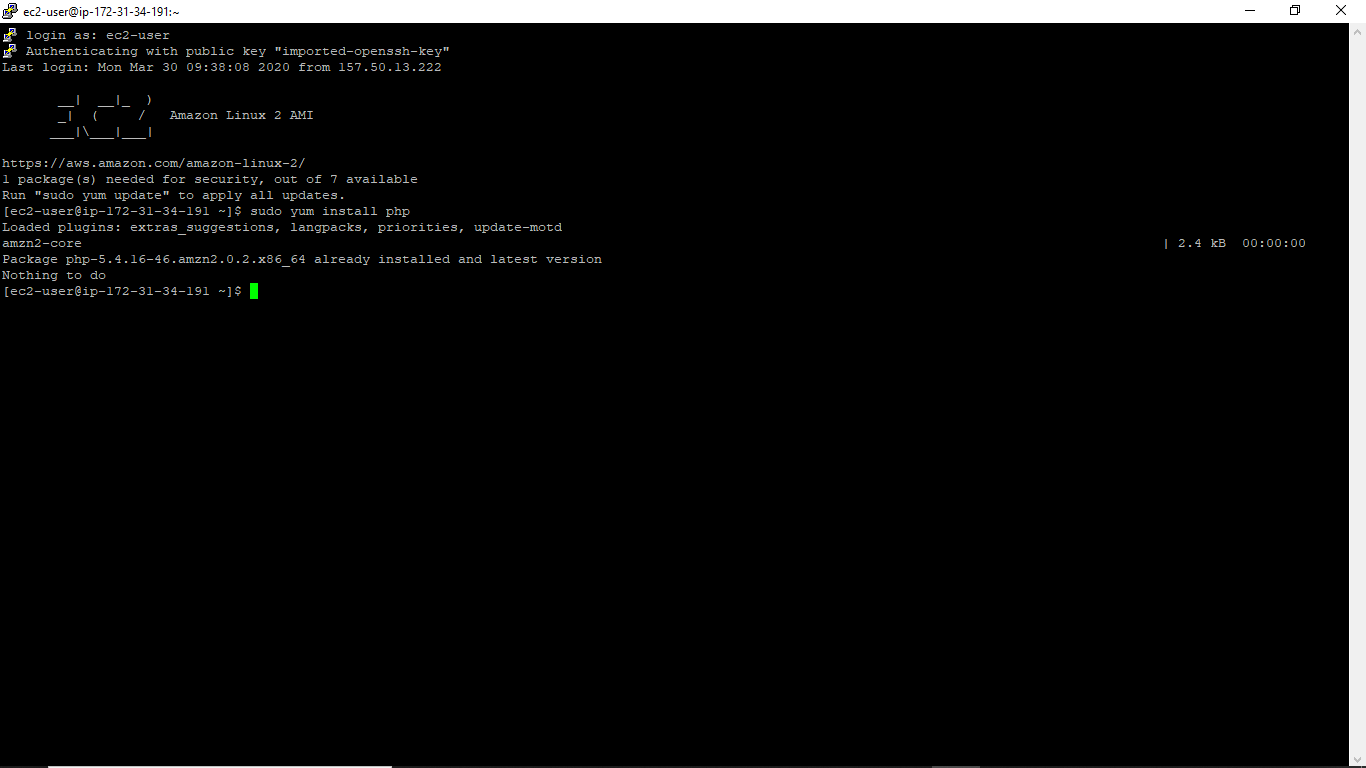 ec2-user@ip-172-31-34-191:~
login as: ec2-user
Authenticating with public key "imported-openssh-key"
Last login: Mon Mar 30 09:38:08 2020 from 157.50.13.222
       __|  __|_  )
       _|  (     /   Amazon Linux 2 AMI
      ___|\___|___|
https://aws.amazon.com/amazon-linux-2/
1 package(s) needed for security, out of 7 available
Run "sudo yum update" to apply all updates.
[ec2-user@ip-172-31-34-191 ~]$ sudo yum install php
Loaded plugins: extras_suggestions, langpacks, priorities, update-motd
amzn2-core | 2.4 kB 00:00:00
Package php-5.4.16-46.amzn2.0.2.x86_64 already installed and latest version
Nothing to do
[ec2-user@ip-172-31-34-191 ~]$